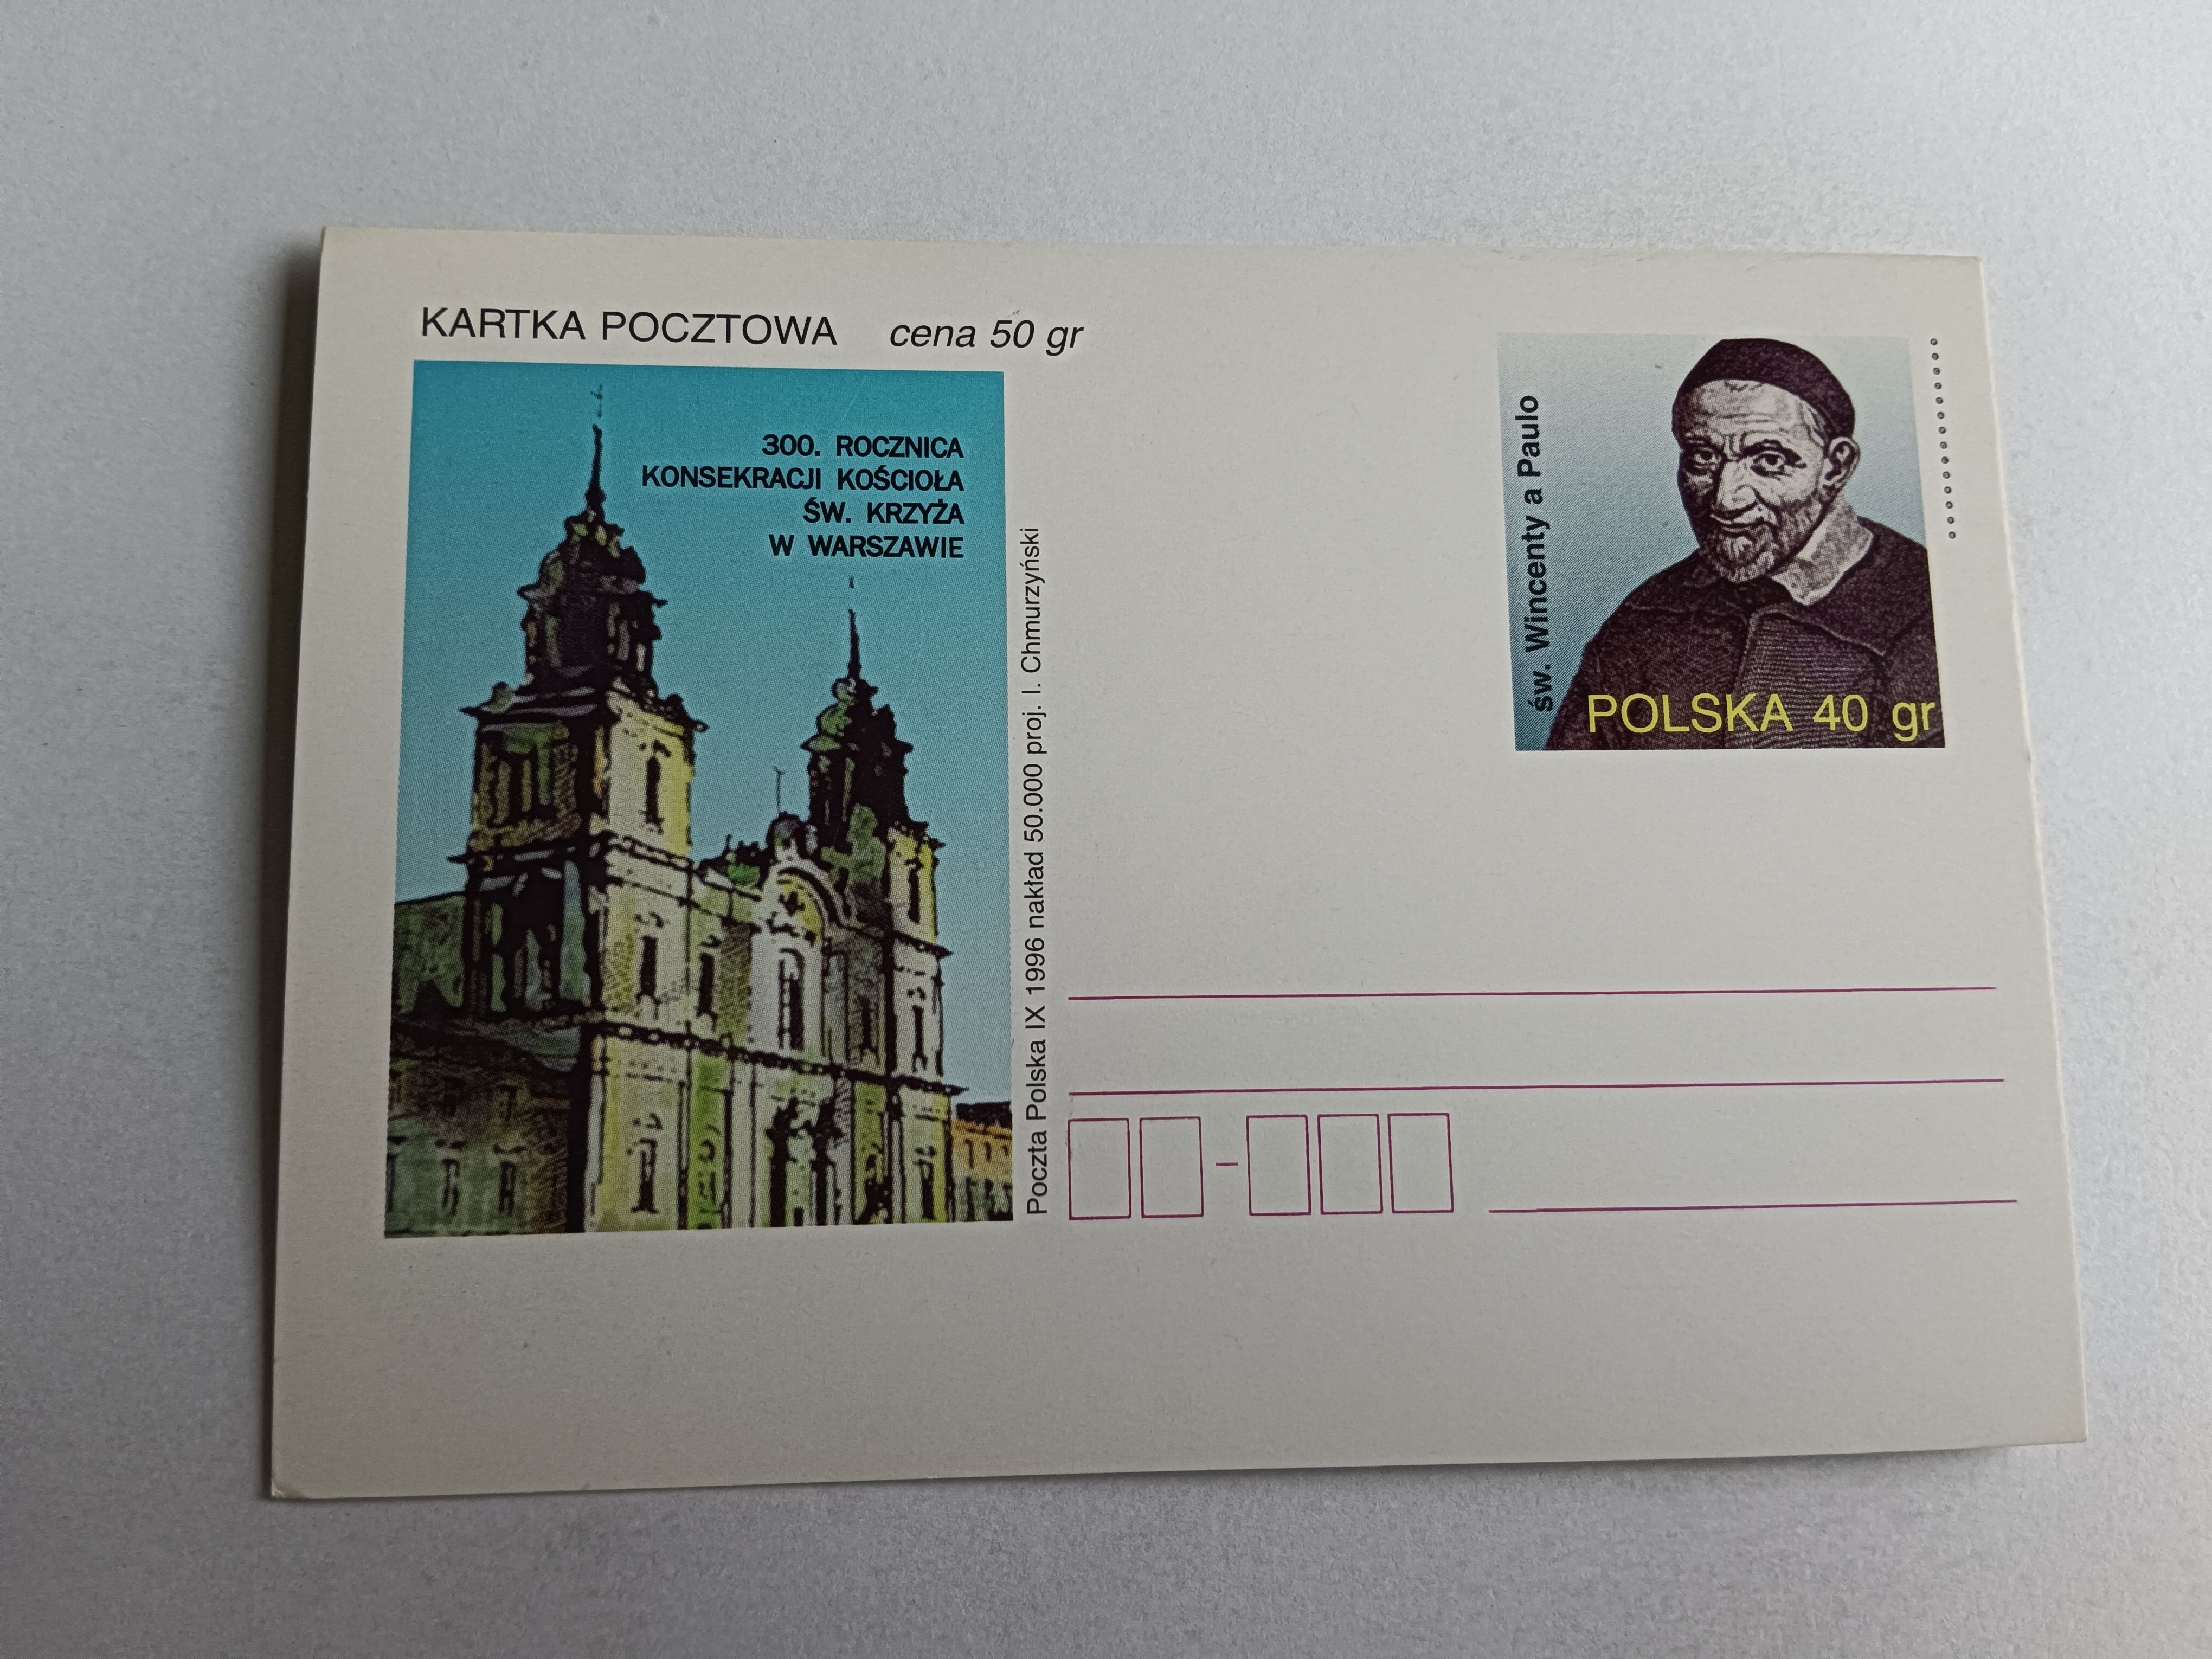 KARTKA POCZTOWA cena 50 gr
300. ROCZNICA
KONSEKRACJI KOŚCIOŁA
ŚW. KRZYŻA
W WARSZAWIE
Poczta Polska IX 1996 nakład 50.000 proj. I. Chmurzyński
św. Wincenty a Paulo
POLSKA 40 gr